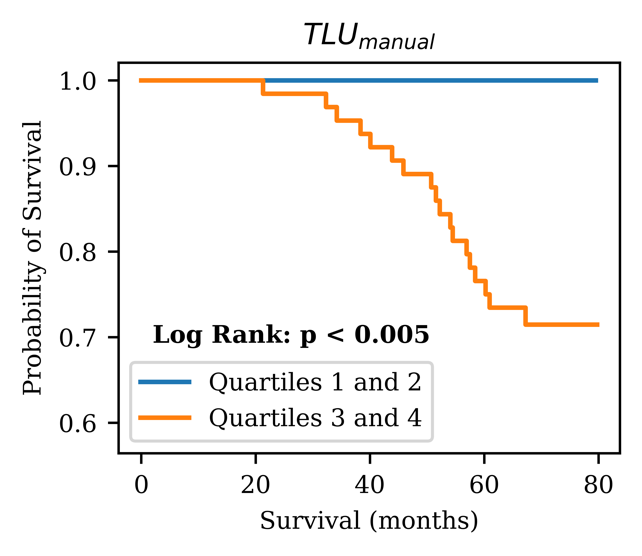 TLU_manual
1.0
0.9
0.8
0.7
0.6
Probability of Survival
Log Rank: p < 0.005
Quartiles 1 and 2
Quartiles 3 and 4
0 20 40 60 80
Survival (months)